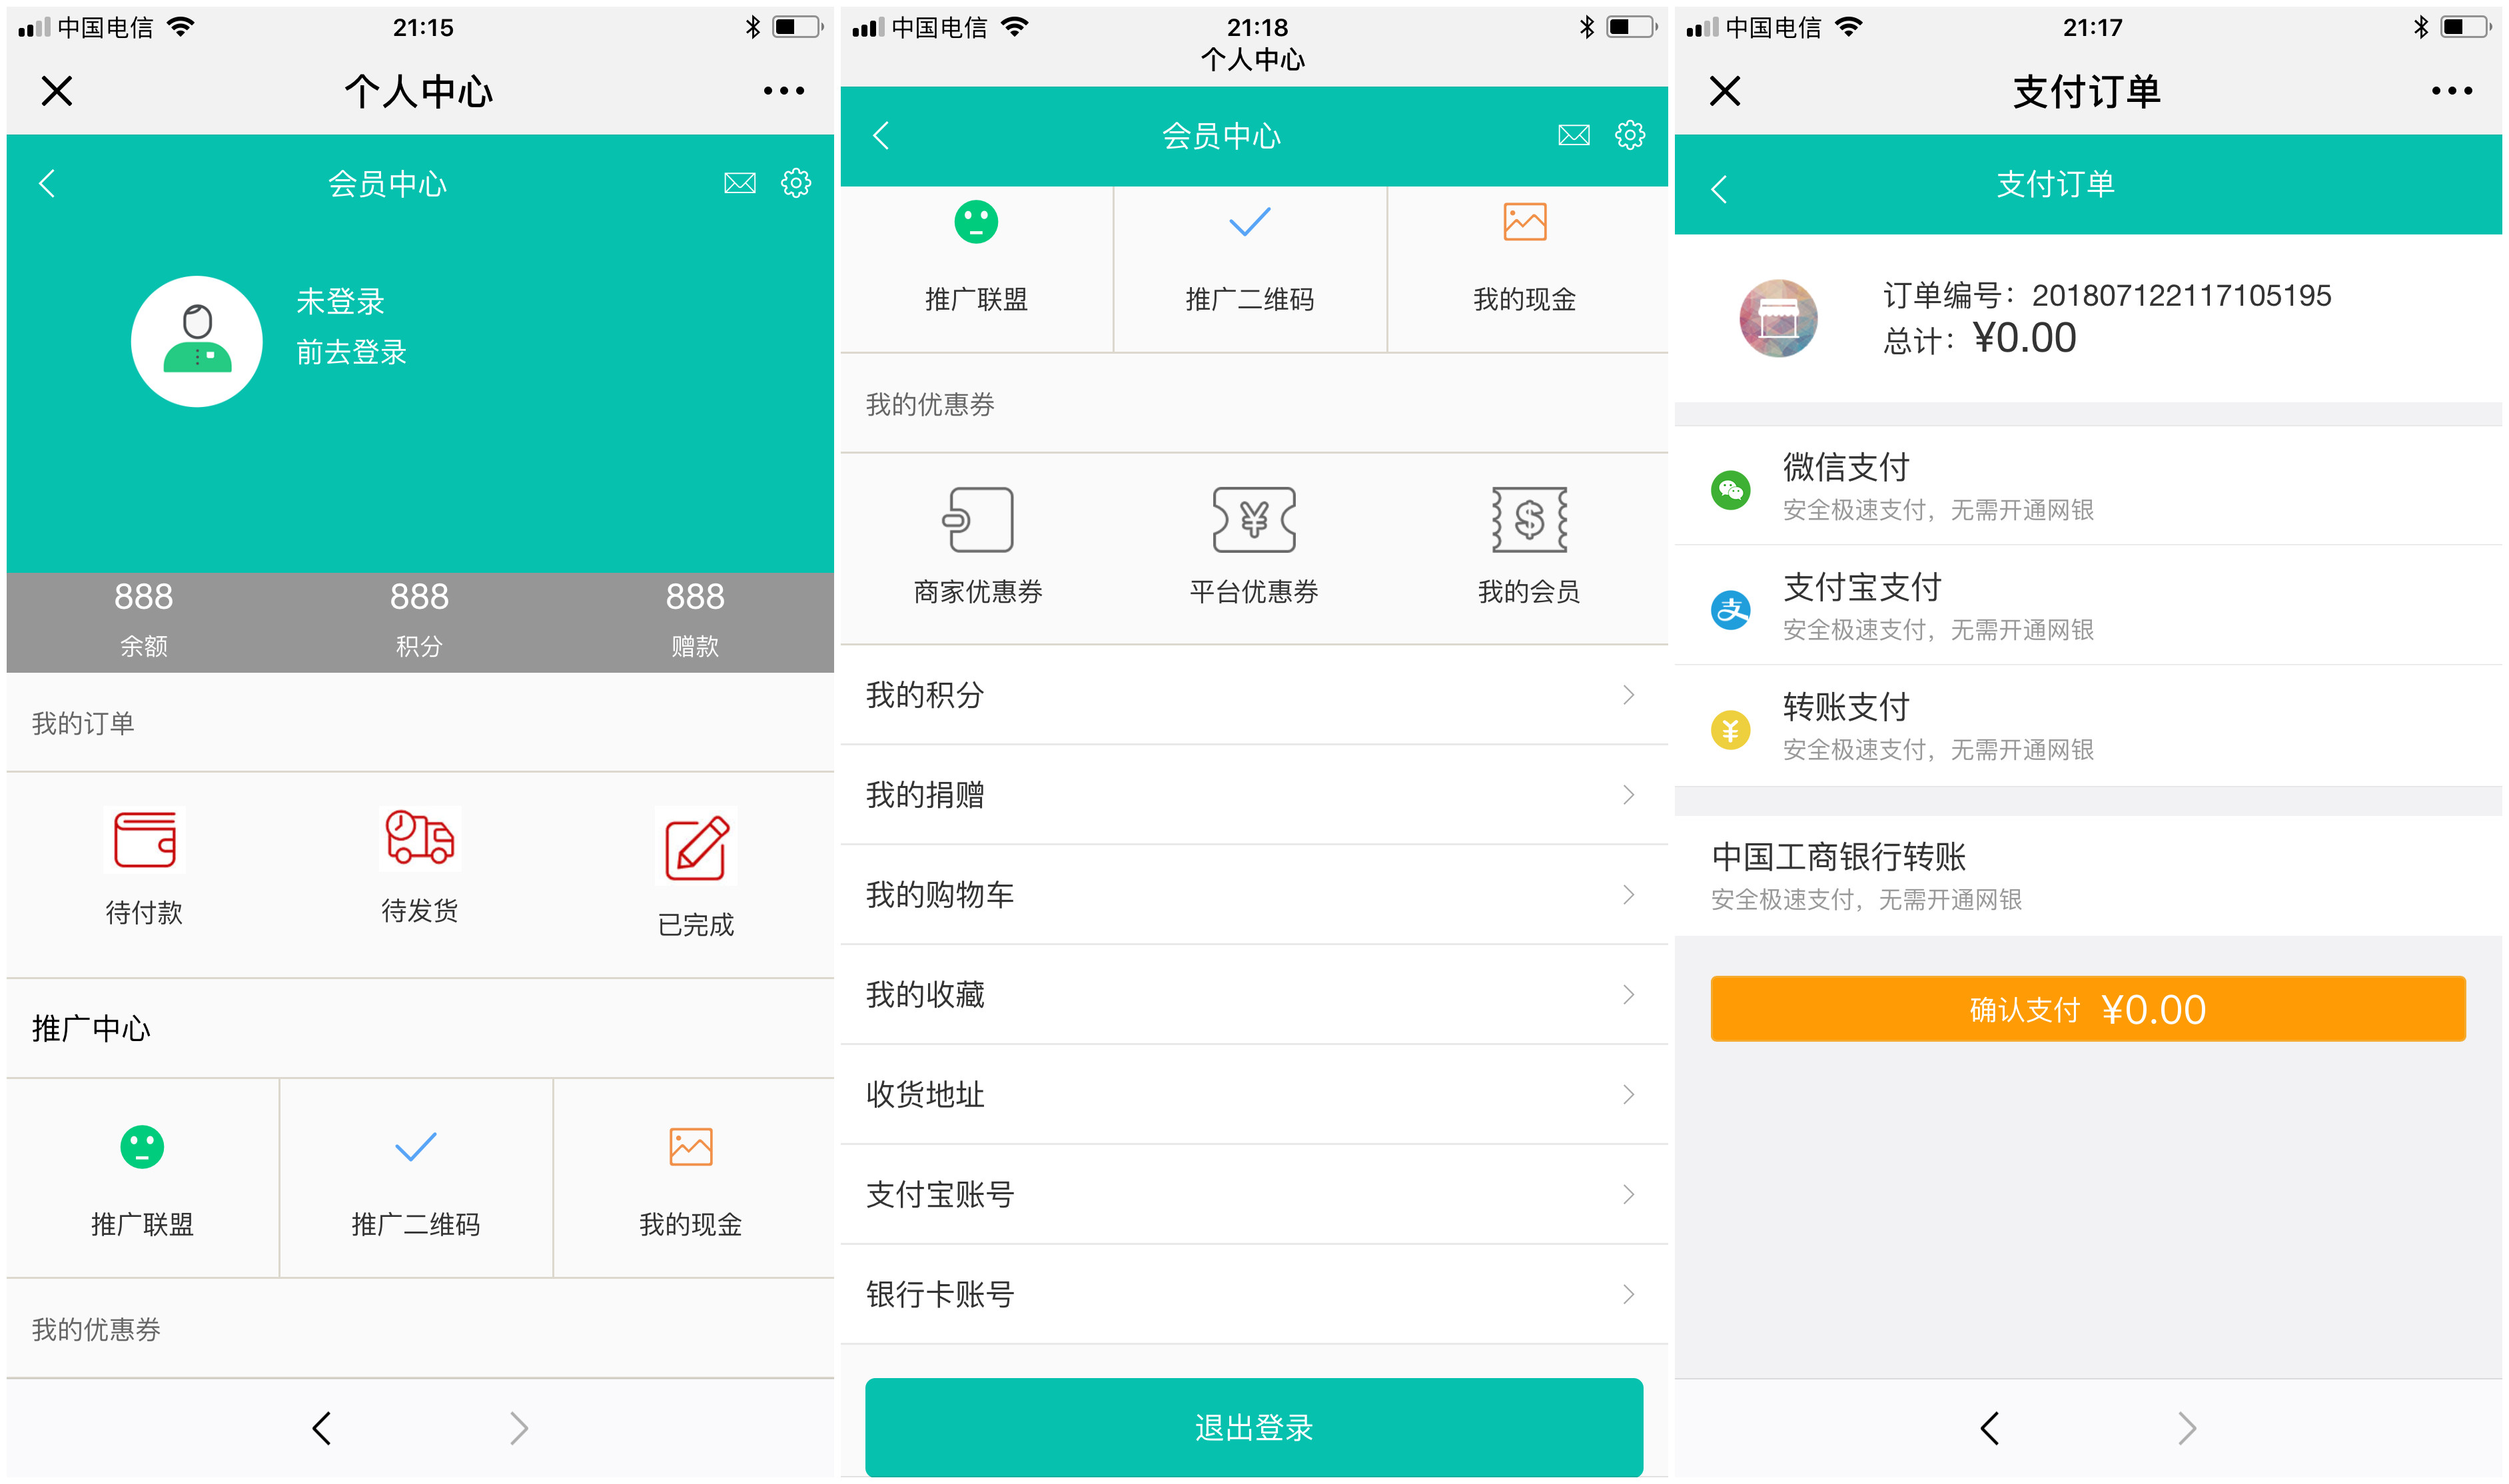 中国电信 21:15
个人中心
会员中心
未登录
前去登录
888 888 888
余额 积分 赠款
我的订单
待付款 待发货 已完成
推广中心
推广联盟 推广二维码 我的现金
我的优惠券
中国电信 21:18
个人中心
会员中心
推广联盟 推广二维码 我的现金
我的优惠券
商家优惠券 平台优惠券 我的会员
我的积分
我的捐赠
我的购物车
我的收藏
收货地址
支付宝账号
银行卡账号
退出登录
中国电信 21:17
支付订单
支付订单
订单编号：201807122117105195
总计：¥0.00
微信支付
安全极速支付，无需开通网银
支付宝支付
安全极速支付，无需开通网银
转账支付
安全极速支付，无需开通网银
中国工商银行转账
安全极速支付，无需开通网银
确认支付 ¥0.00